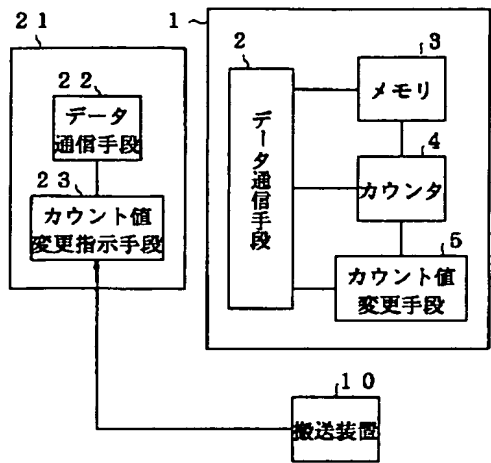 ２１
２２
データ
通信手段
２３
カウント値
変更指示手段
１
２
データ通信手段
３
メモリ
４
カウンタ
５
カウント値
変更手段
１０
搬送装置